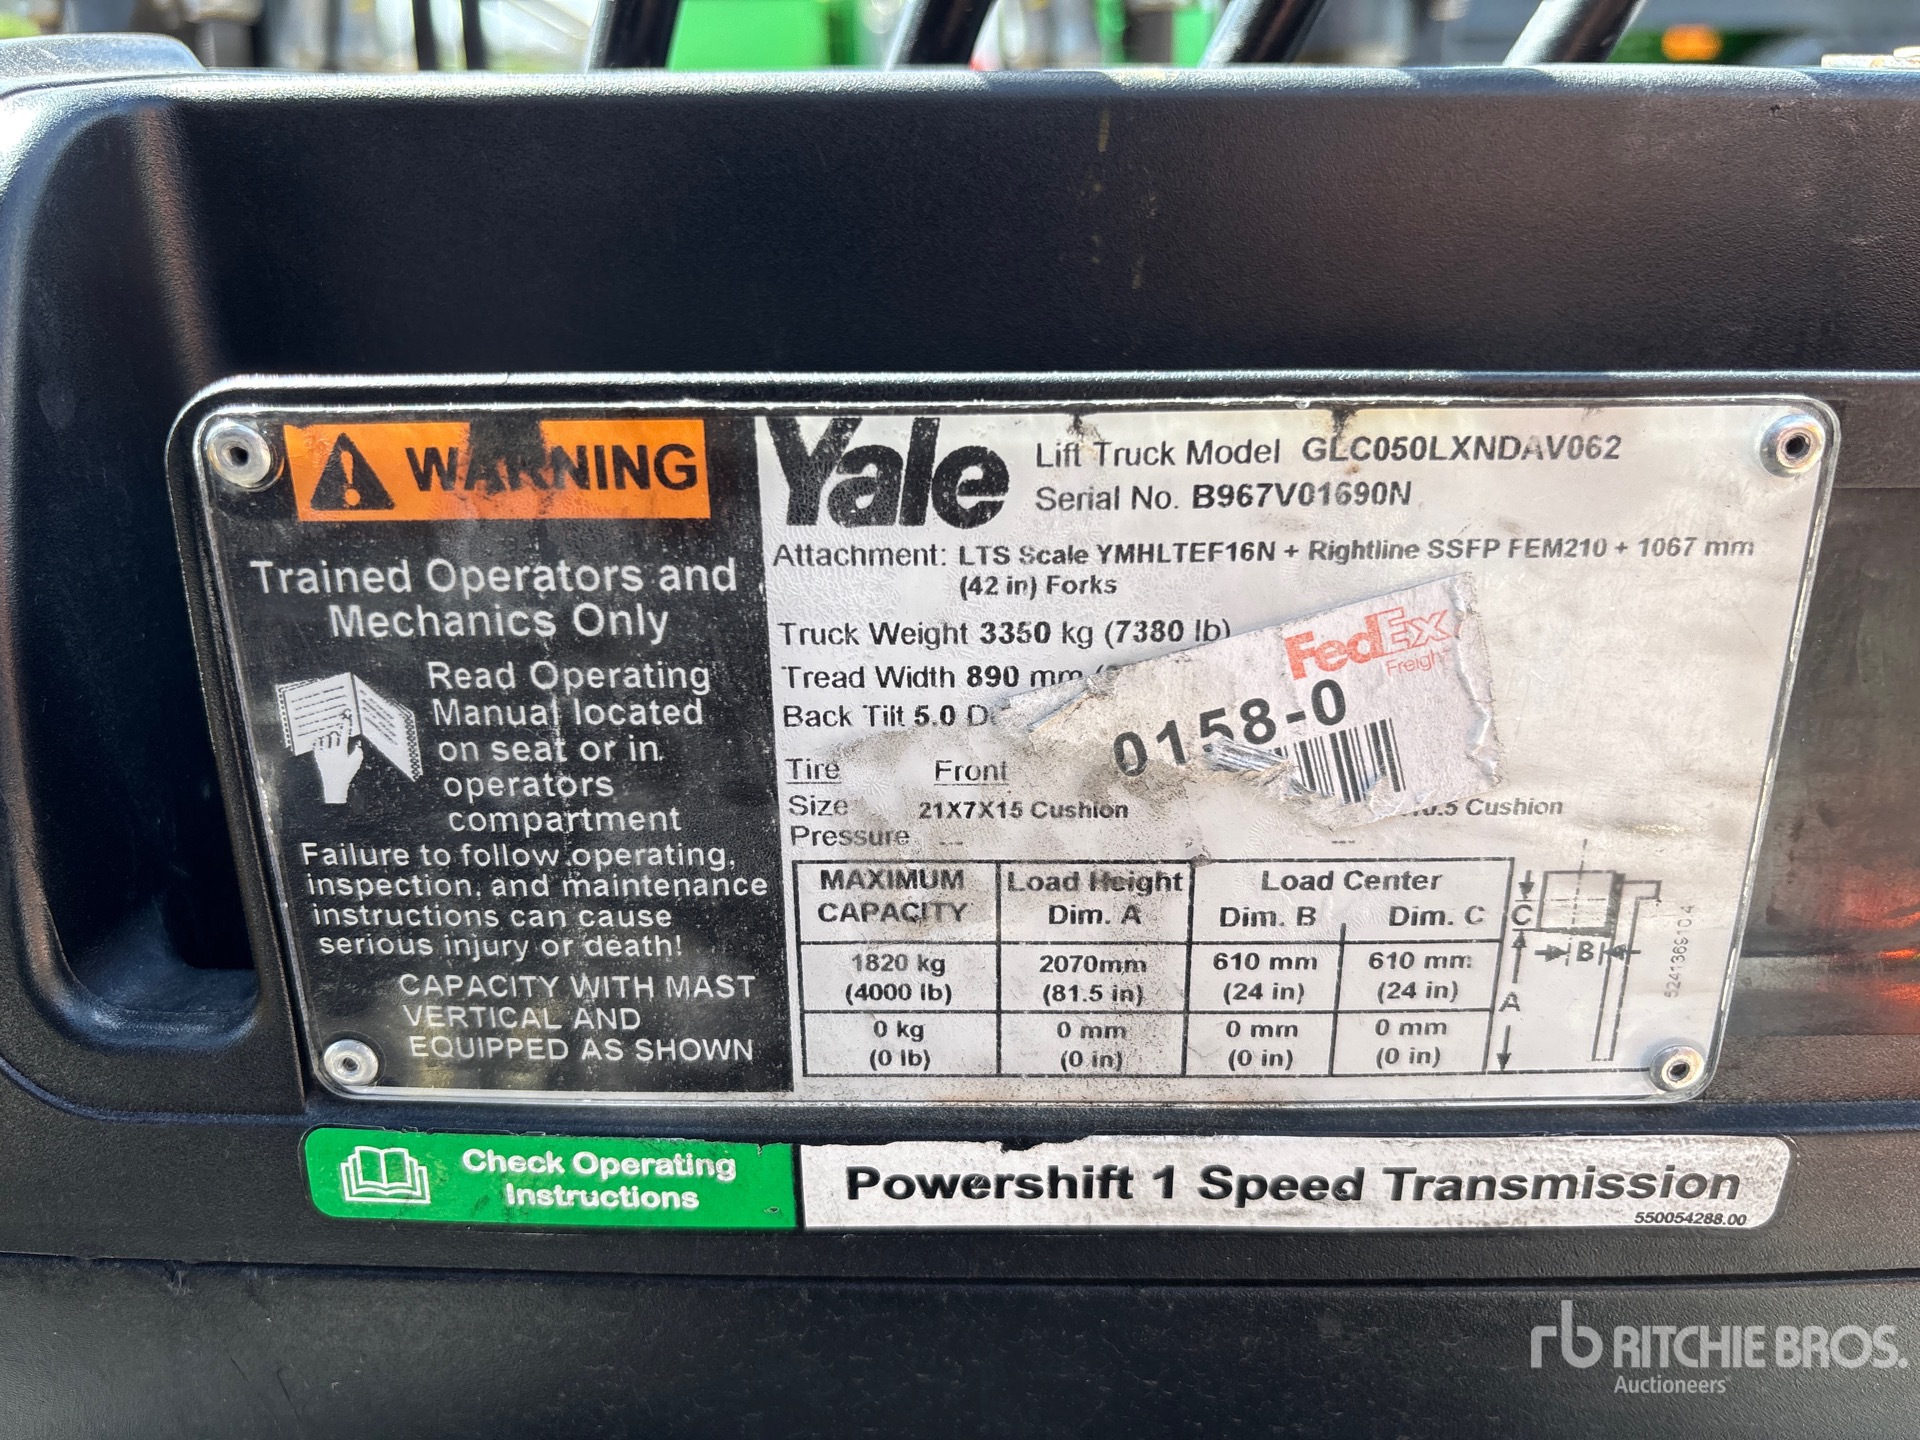 WARNING
Trained Operators and
Mechanics Only
Read Operating
Manual located
on seat or in
operators
compartment
Failure to follow operating,
inspection, and maintenance
instructions can cause
serious injury or death!
CAPACITY WITH MAST
VERTICAL AND
EQUIPPED AS SHOWN
Yale
Lift Truck Model GLC050LXNDAV062
Serial No. B967V01690N
Attachment: LTS Scale YMHLTEF16N + Rightline SSFP FEM210 + 1067 mm
(42 in) Forks
Truck Weight 3350 kg (7380 lb)
Tread Width 890 mm
Back Tilt 5.0
FedEx
Freight
0158-0
Tire Front
Size 21X7X15 Cushion Cushion
Pressure --- ---
MAXIMUM CAPACITY Load Height Dim. A Load Center Dim. B Dim. C
1820 kg 2070mm 610 mm 610 mm
(4000 lb) (81.5 in) (24 in) (24 in)
0 kg 0 mm 0 mm 0 mm
(0 lb) (0 in) (0 in) (0 in)
C
B
A
524136910 4
Check Operating
Instructions
Powershift 1 Speed Transmission
550054288.00
rb RITCHIE BROS.
Auctioneers